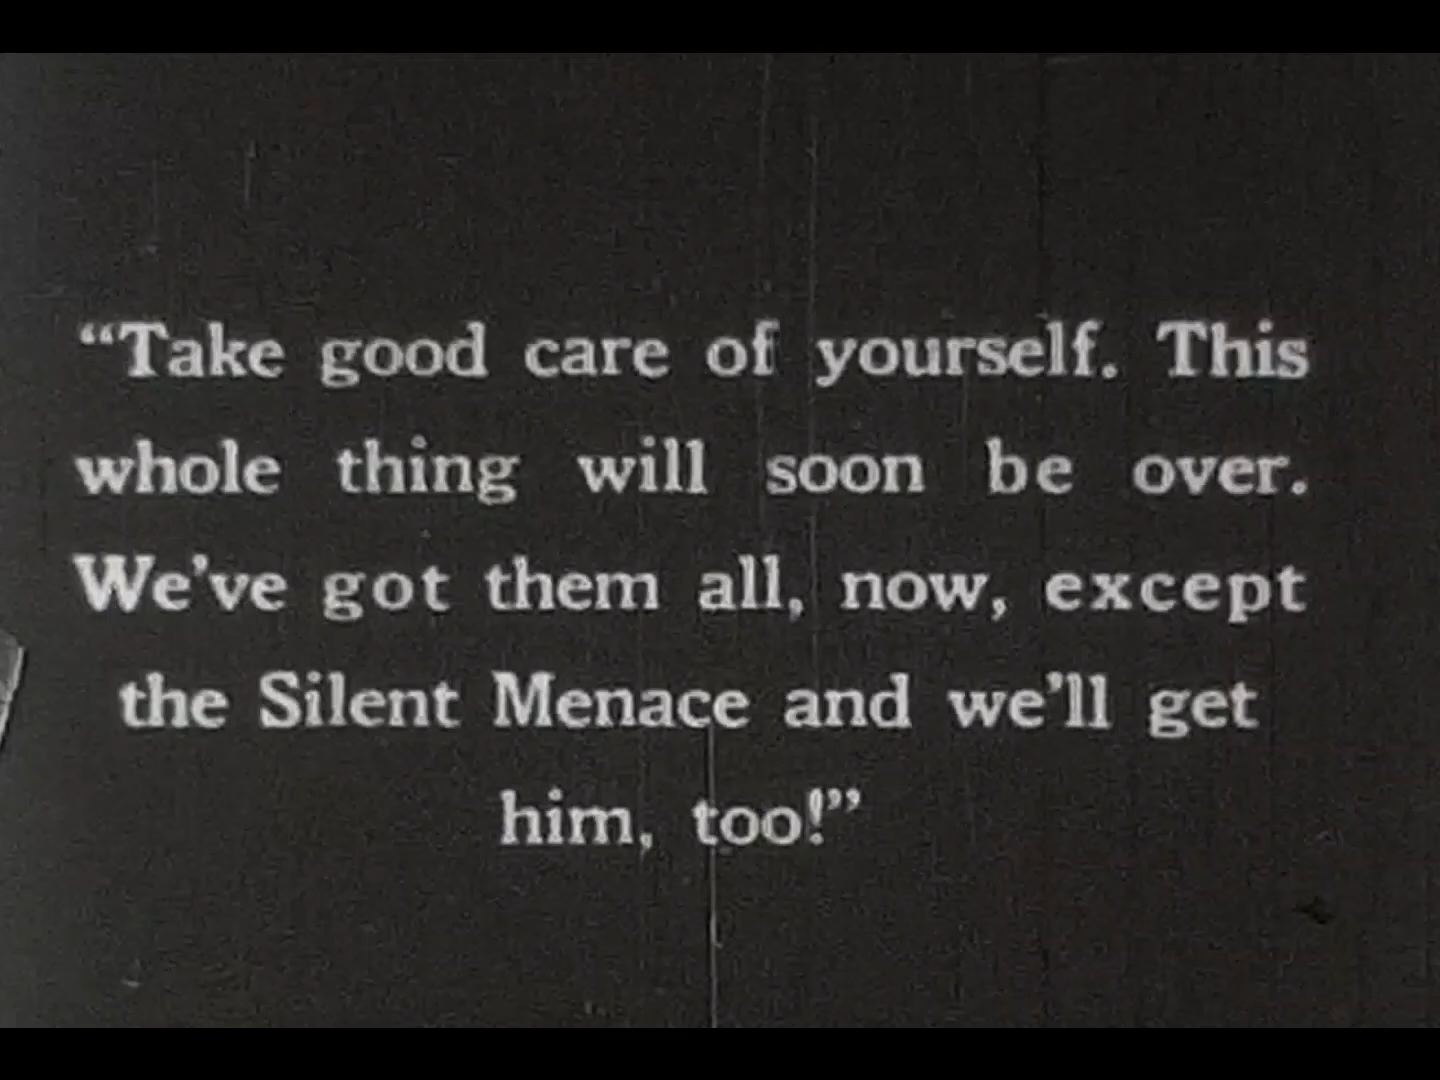 “Take good care of yourself. This
whole thing will soon be over.
We’ve got them all, now, except
the Silent Menace and we’ll get
him, too!”